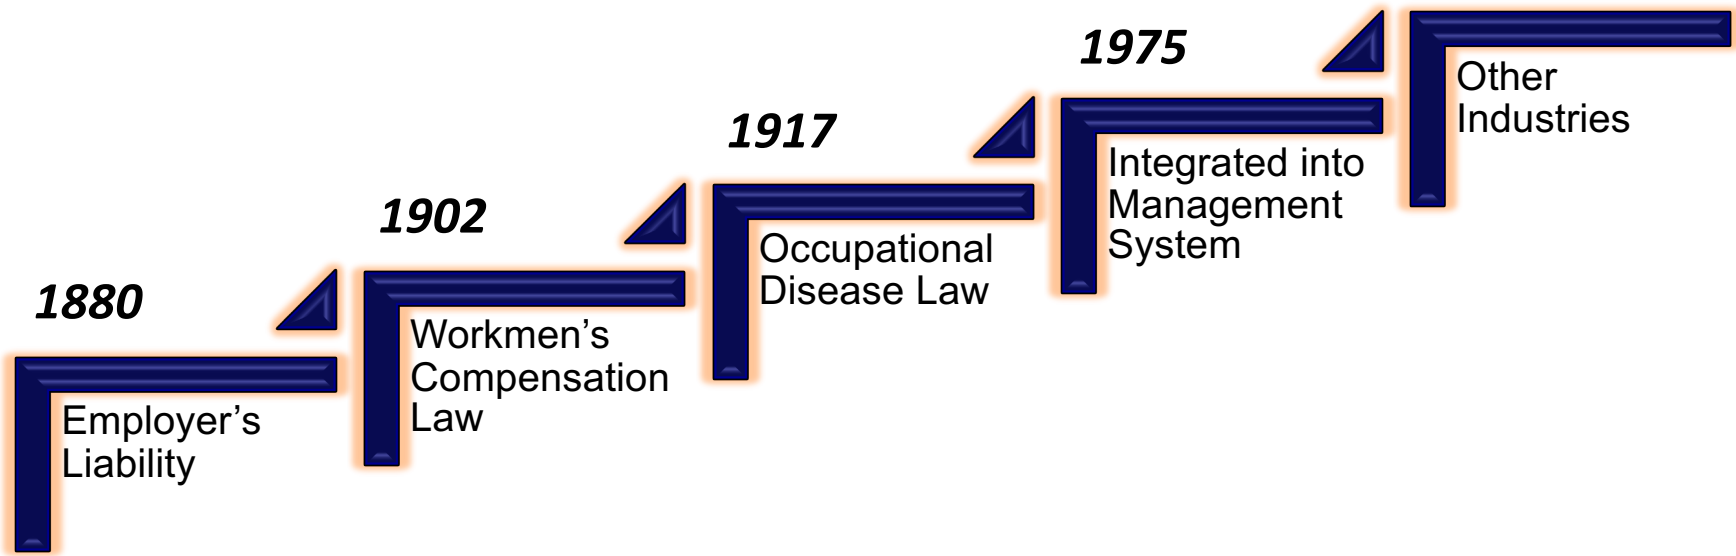 1880
Employer’s
Liability
1902
Workmen’s
Compensation
Law
1917
Occupational
Disease Law
1975
Integrated into
Management
System
Other
Industries